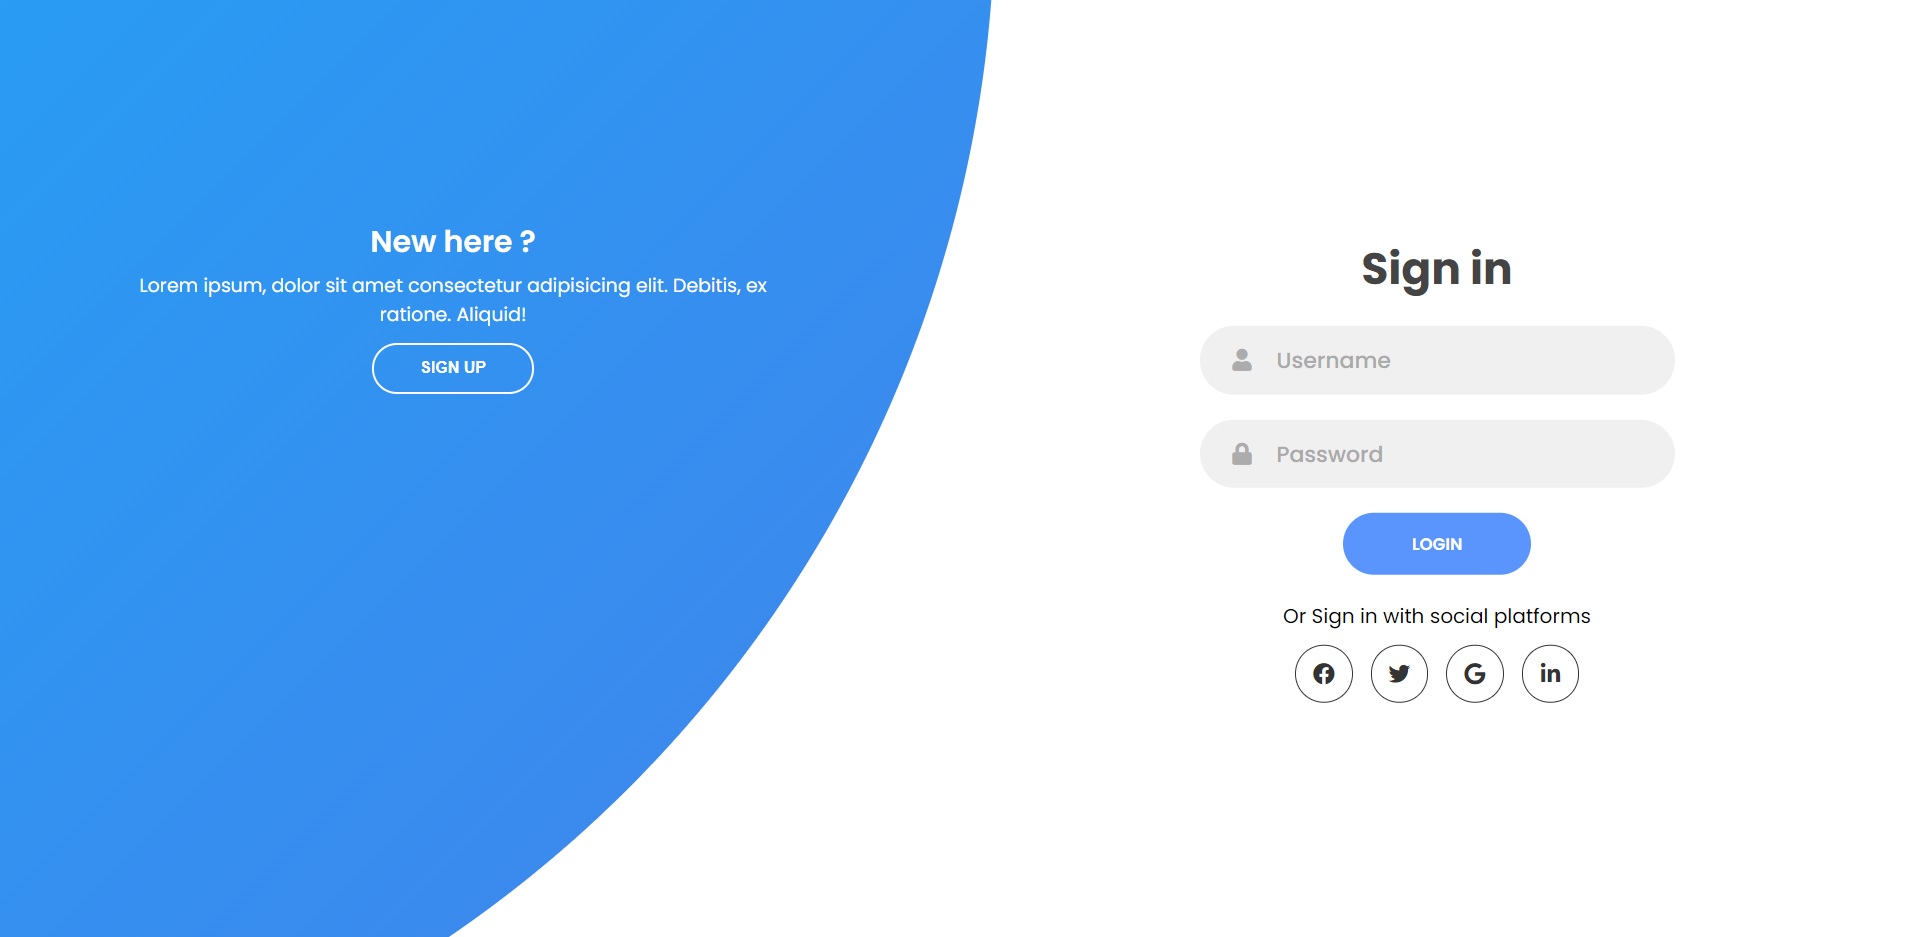 New here ?
Lorem ipsum, dolor sit amet consectetur adipisicing elit. Debitis, ex
ratione. Aliquid!
SIGN UP
Sign in
Username
Password
LOGIN
Or Sign in with social platforms